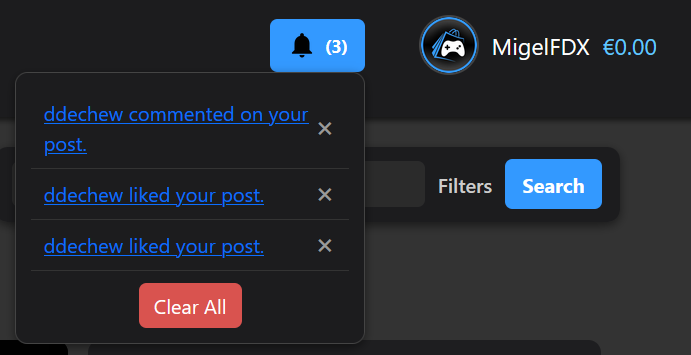 (3)
MigelFDX €0.00
ddechew commented on your
post.
ddechew liked your post.
ddechew liked your post.
Clear All
Filters
Search